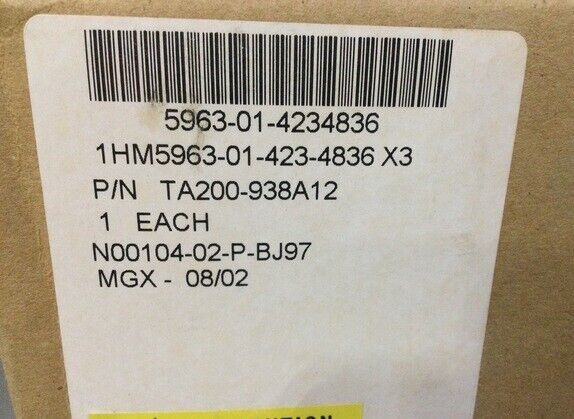 5963-01-4234836
1HM5963-01-423-4836 X3
P/N TA200-938A12
1 EACH
N00104-02-P-BJ97
MGX - 08/02